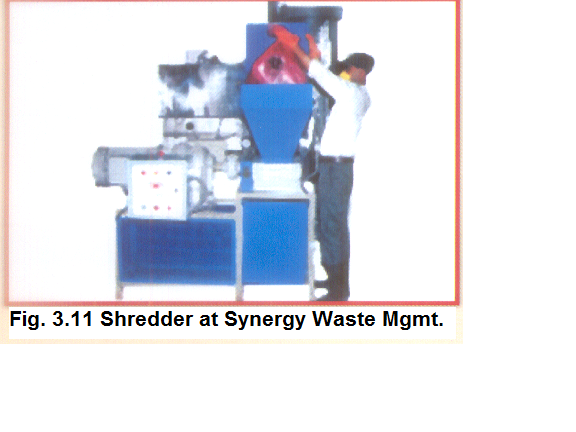 Fig. 3.11 Shredder at Synergy Waste Mgmt.